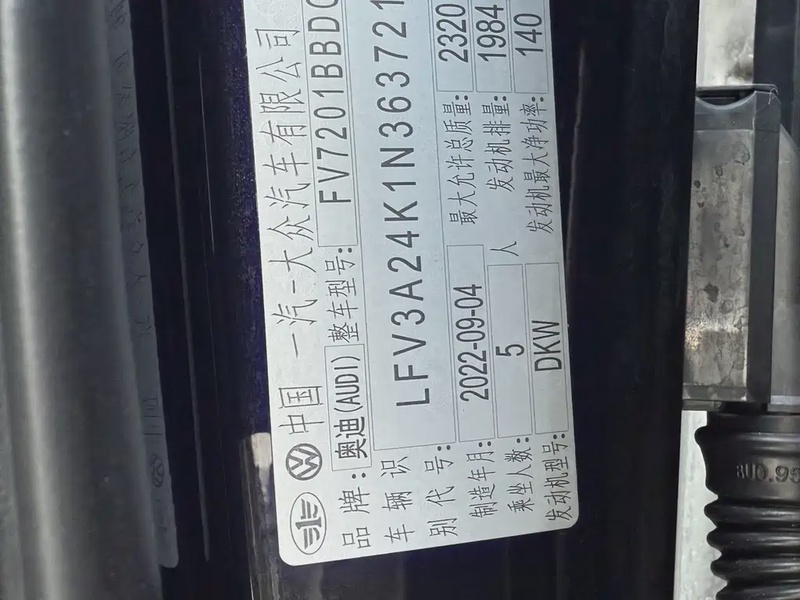 中国 一汽-大众汽车有限公司
品牌: 奥迪(AUDI) 整车型号: FV7201BBD
车辆识别代号: LFV3A24K1N363721
制造年月: 2022-09-04 最大允许总质量: 2320
乘坐人数: 5 人 发动机排量: 1984
发动机型号: DKW 发动机最大净功率: 140